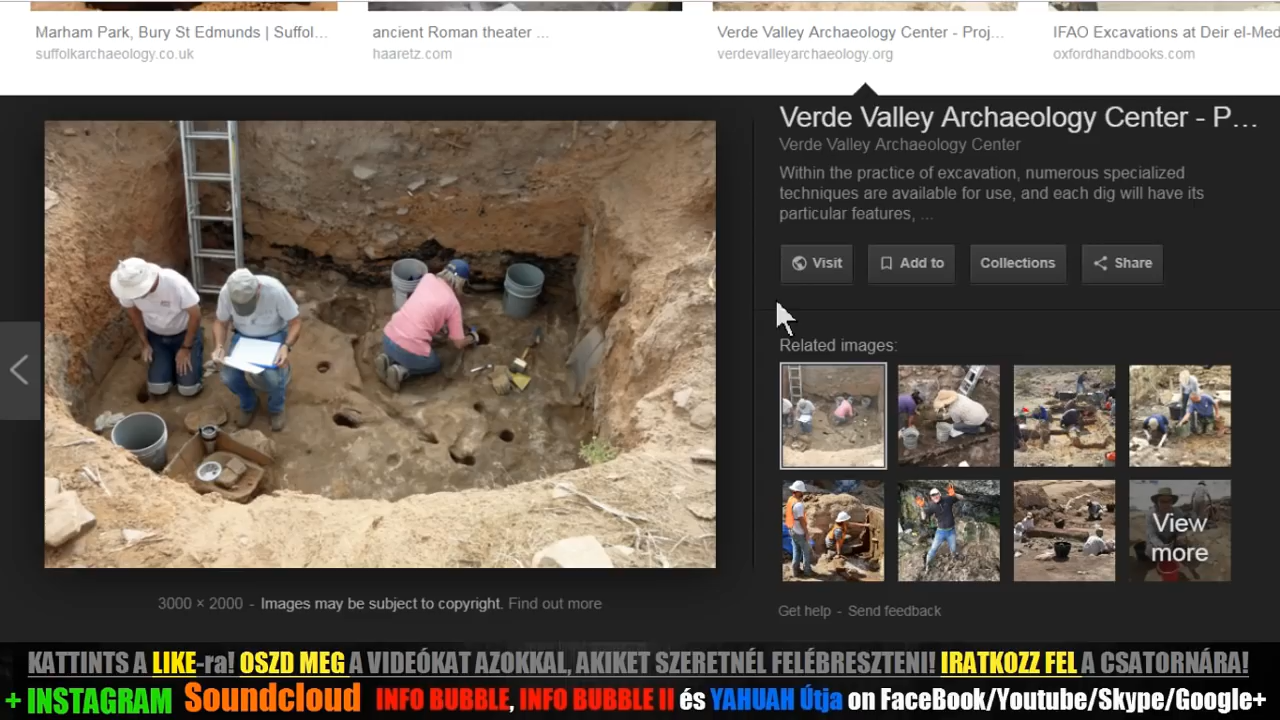 Marham Park, Bury St Edmunds | Suffol...
suffolkarchaeology.co.uk
ancient Roman theater ...
haaretz.com
Verde Valley Archaeology Center - Proj...
verdevalleyarchaeology.org
IFAO Excavations at Deir el-Med
oxfordhandbooks.com
Verde Valley Archaeology Center - P...
Verde Valley Archaeology Center
Within the practice of excavation, numerous specialized
techniques are available for use, and each dig will have its
particular features, ...
Visit
Add to
Collections
Share
Related images:
View
more
Get help - Send feedback
3000 × 2000 - Images may be subject to copyright. Find out more
KATTINTS A LIKE-ra! OSZD MEG A VIDEÓKAT AZOKKAL, AKIKET SZERETNÉL FELÉBRESZTENI! IRATKOZZ FEL A CSATORNÁRA!
+ INSTAGRAM Soundcloud INFO BUBBLE, INFO BUBBLE II és YAHUAH Útja on FaceBook/Youtube/Skype/Google+